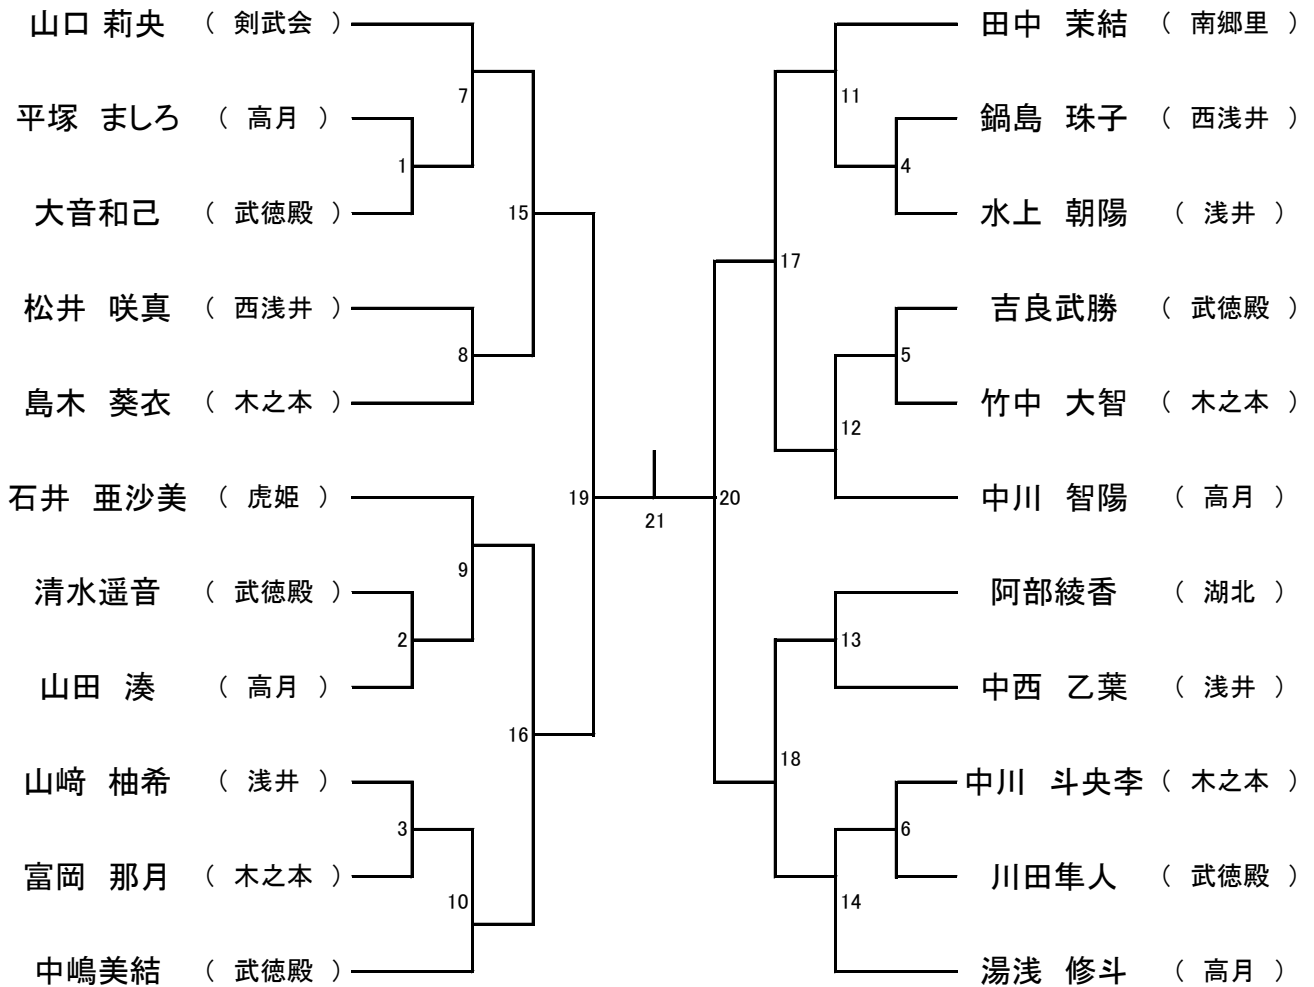 山口 莉央 （ 剣武会 ）
平塚 ましろ （ 高月 ）
大音和己 （ 武徳殿 ）
松井 咲真 （ 西浅井 ）
島木 葵衣 （ 木之本 ）
石井 亜沙美 （ 虎姫 ）
清水遥音 （ 武徳殿 ）
山田 湊 （ 高月 ）
山﨑 柚希 （ 浅井 ）
富岡 那月 （ 木之本 ）
中嶋美結 （ 武徳殿 ）
7
1
15
8
19
9
2
16
3
10
21
田中 茉結 （ 南郷里 ）
鍋島 珠子 （ 西浅井 ）
水上 朝陽 （ 浅井 ）
吉良武勝 （ 武徳殿 ）
竹中 大智 （ 木之本 ）
中川 智陽 （ 高月 ）
阿部綾香 （ 湖北 ）
中西 乙葉 （ 浅井 ）
中川 斗央李 （ 木之本 ）
川田隼人 （ 武徳殿 ）
湯浅 修斗 （ 高月 ）
11
4
17
5
12
20
13
18
6
14